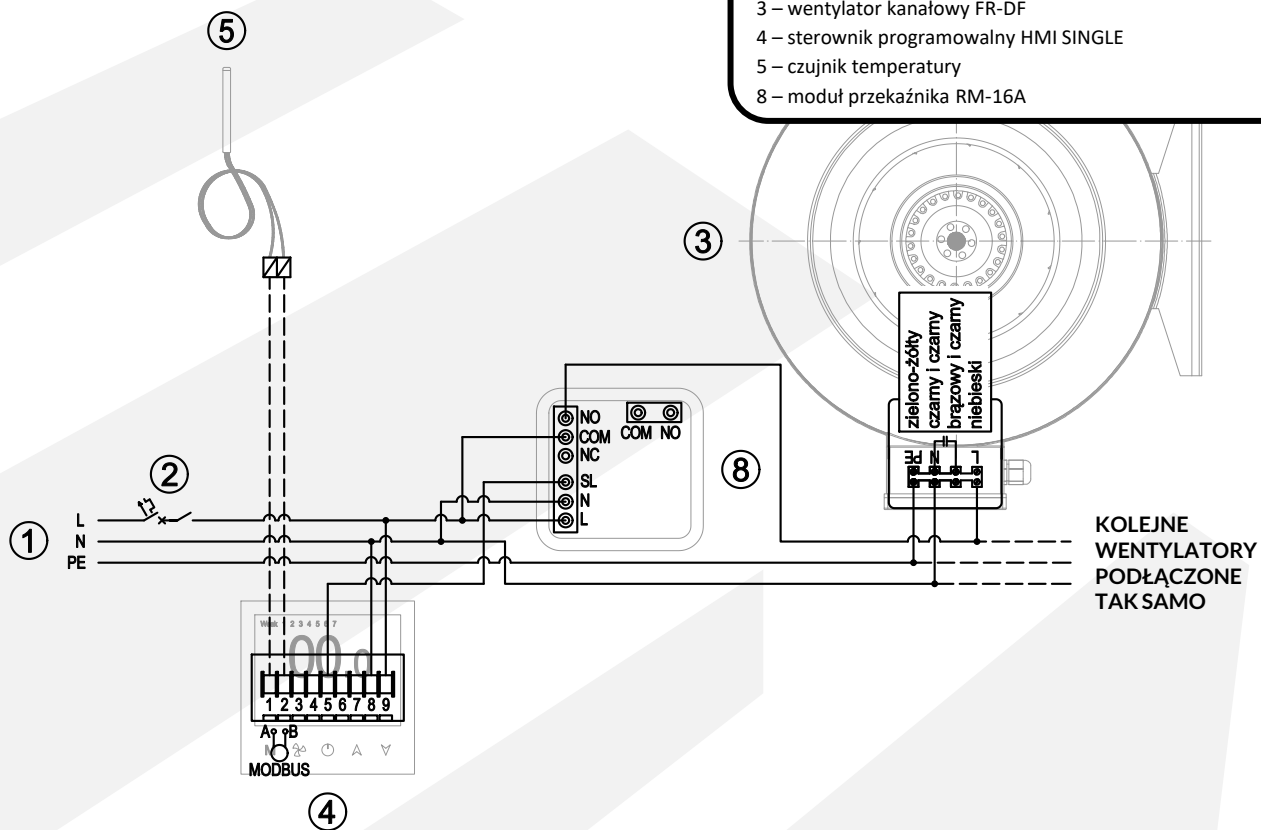 3 – wentylator kanałowy FR-DF
4 – sterownik programowalny HMI SINGLE
5 – czujnik temperatury
8 – moduł przekaźnika RM-16A
5
3
zielono-żółty
czarny i czarny
brązowy i czarny
niebieski
PE
N
L
NO
COM
NC
SL
N
L
COM NO
8
2
1
L
N
PE
KOLEJNE
WENTYLATORY
PODŁĄCZONE
TAK SAMO
Week 1 2 3 4 5 6 7
00.0
1 2 3 4 5 6 7 8 9
A B
M
MODBUS
4